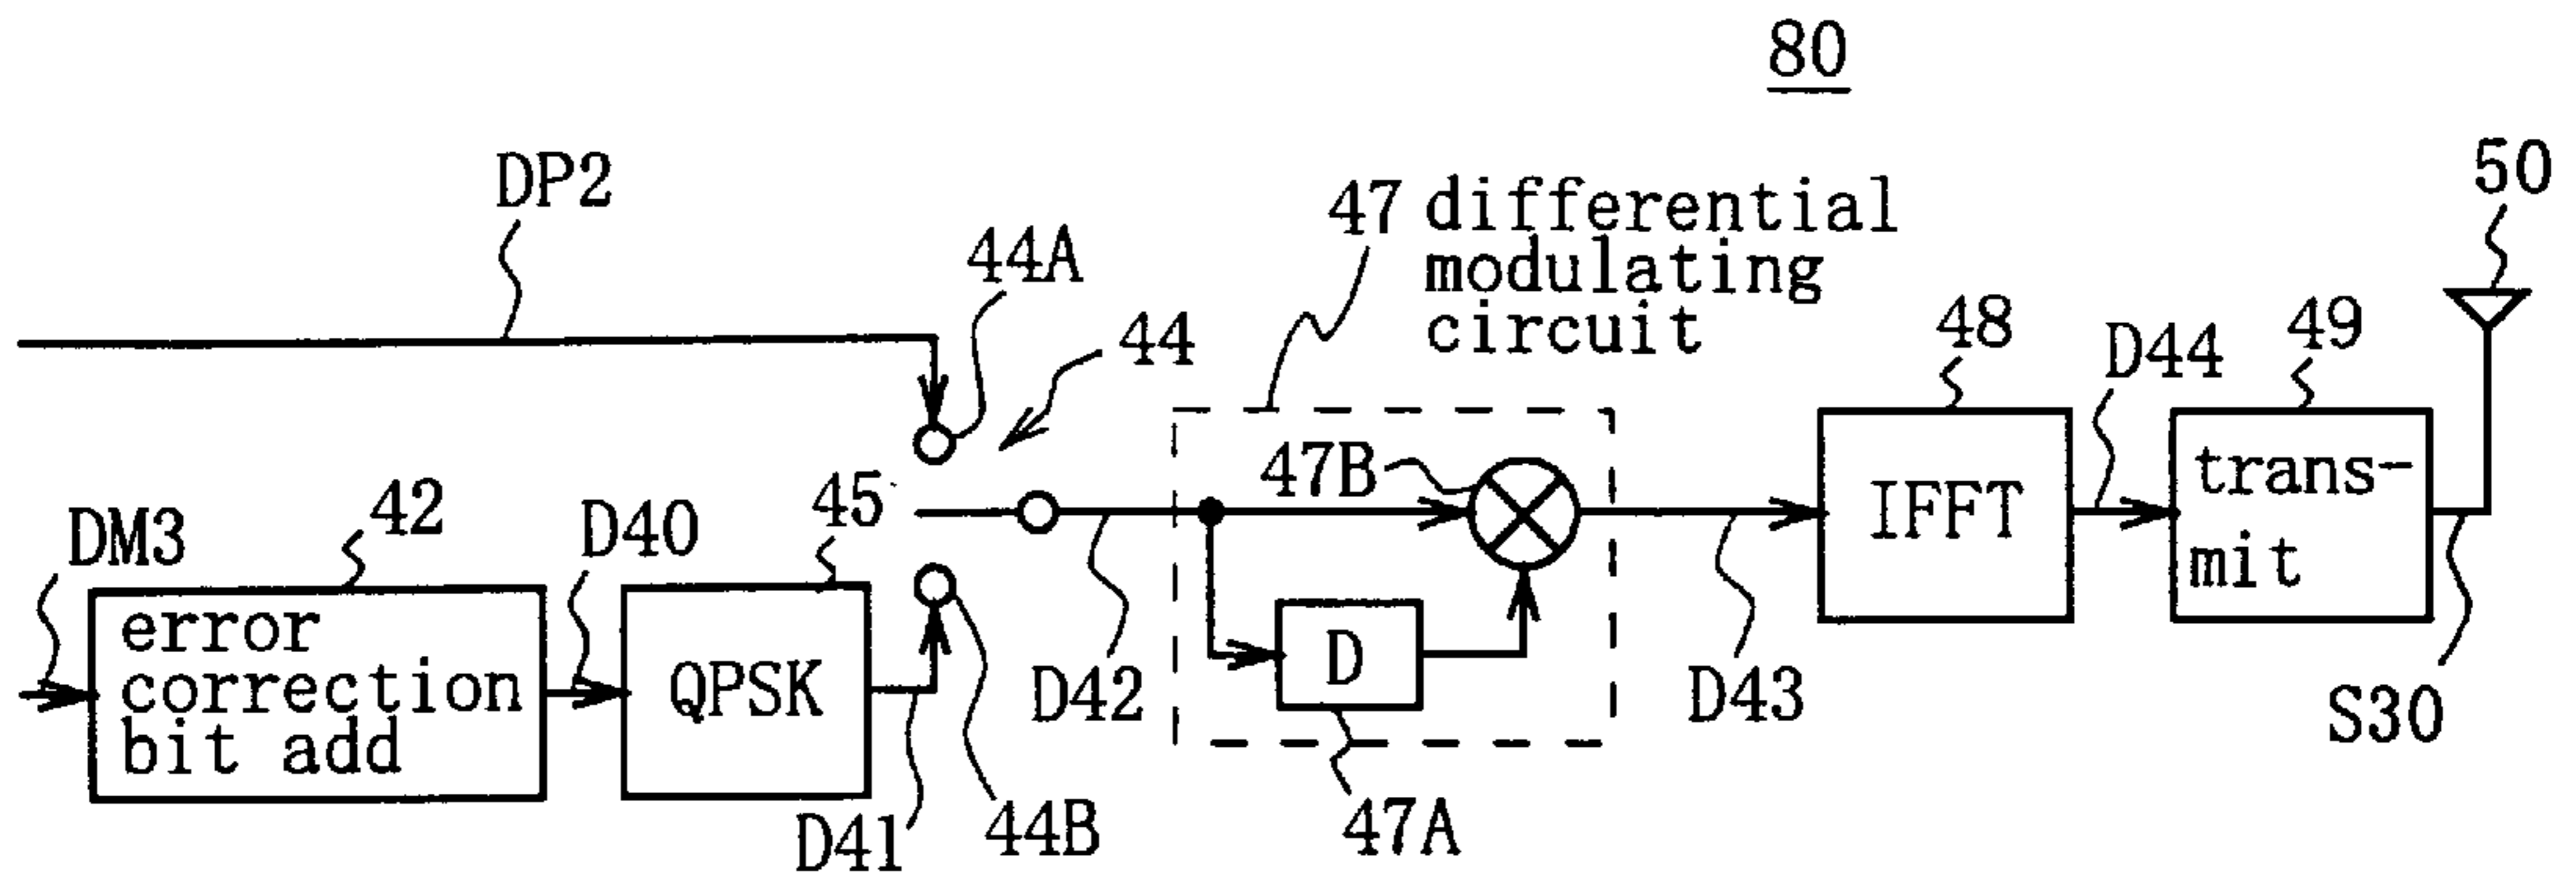 80
DP2
44A
44
47 differential
modulating
circuit
50
48
D44
49
DM3
42
D40
45
47B
IFFT
trans-
mit
error
correction
bit add
QPSK
D
D42
D43
S30
D41
44B
47A